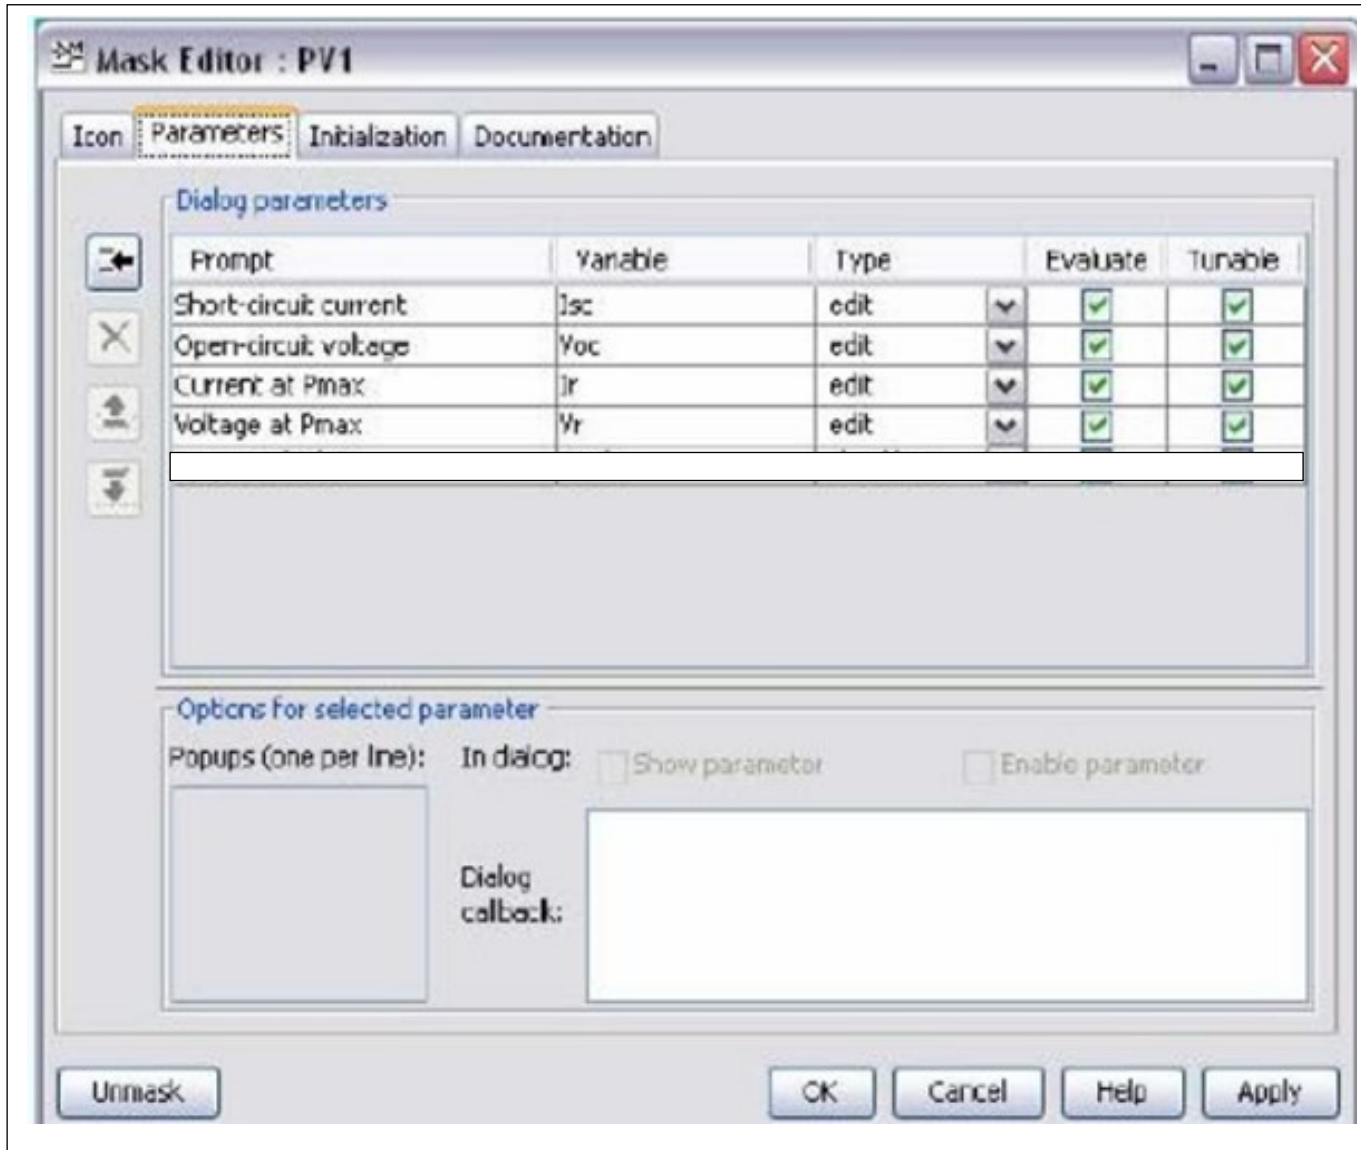 Mask Editor : PV1
Icon Parameters Initialization Documentation
Dialog parameters
Prompt Variable Type Evaluate Tunable
Short-circuit current Isc edit
Open-circuit voltage Voc edit
Current at Pmax Ir edit
Voltage at Pmax Vr edit
Options for selected parameter
Popups (one per line): In dialog: Show parameter Enable parameter
Dialog
callback:
Unmask OK Cancel Help Apply